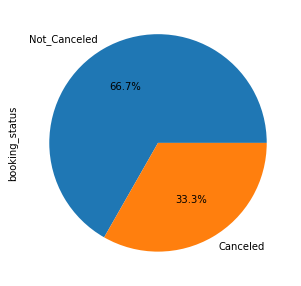 Not_Canceled
66.7%
booking_status
33.3%
Canceled